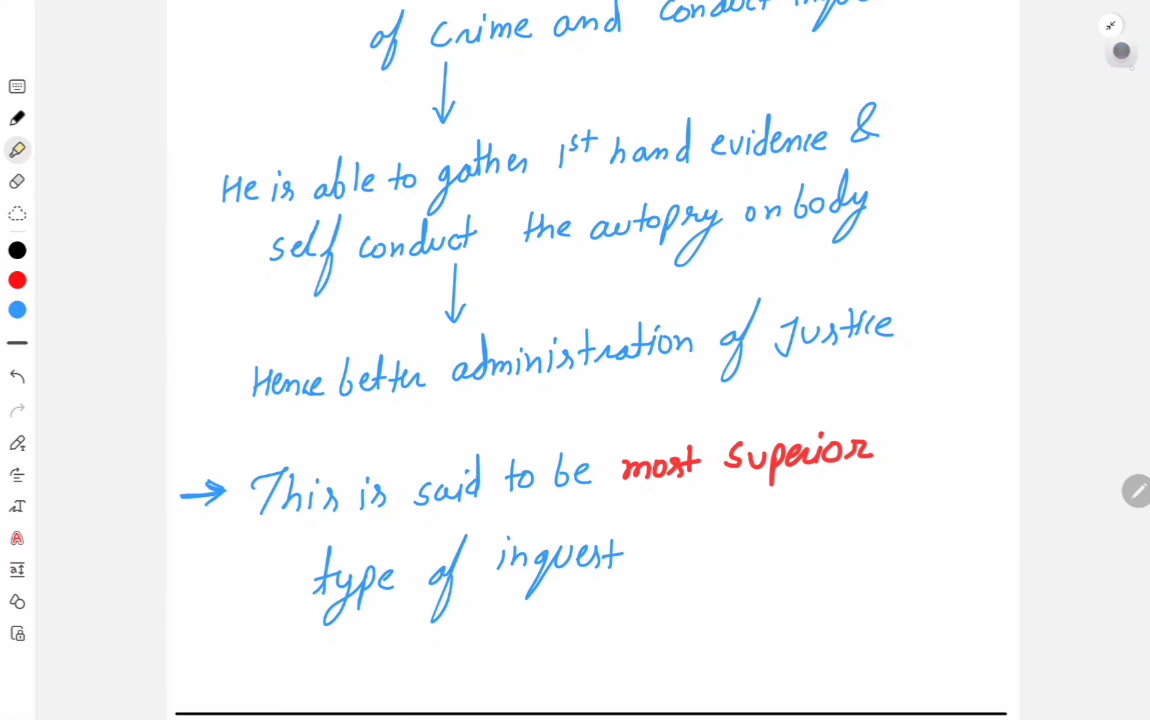 of crime and conduct
He is able to gather 1st hand evidence &
self conduct the autopsy on body
Hence better administration of Justice
→ This is said to be most superior
type of inquest